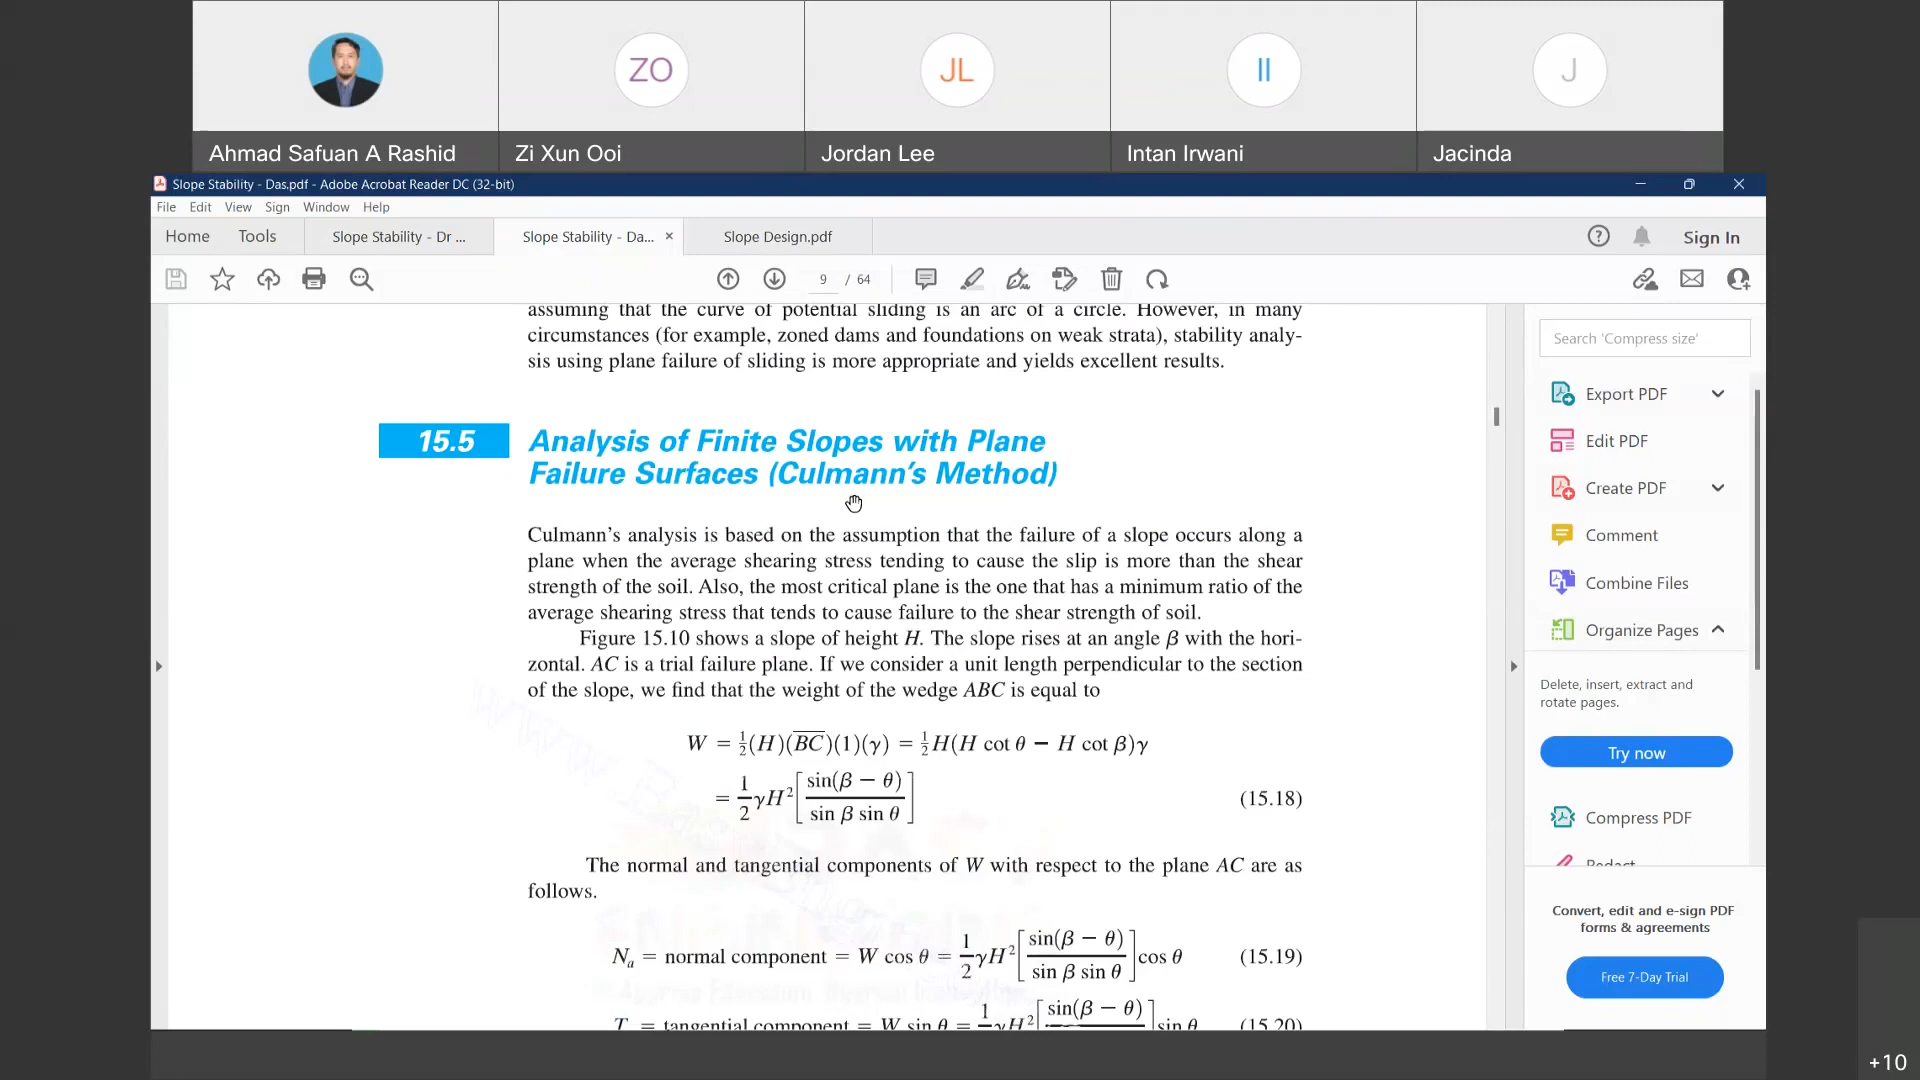 ZO
JL
II
J
Ahmad Safuan A Rashid
Zi Xun Ooi
Jordan Lee
Intan Irwani
Jacinda
Slope Stability - Das.pdf - Adobe Acrobat Reader DC (32-bit)
File Edit View Sign Window Help
Home Tools Slope Stability - Dr ... Slope Stability - Da... × Slope Design.pdf Sign In
9 / 64
assuming that the curve of potential sliding is an arc of a circle. However, in many
circumstances (for example, zoned dams and foundations on weak strata), stability analy-
sis using plane failure of sliding is more appropriate and yields excellent results.
15.5 Analysis of Finite Slopes with Plane
Failure Surfaces (Culmann's Method)
Culmann's analysis is based on the assumption that the failure of a slope occurs along a
plane when the average shearing stress tending to cause the slip is more than the shear
strength of the soil. Also, the most critical plane is the one that has a minimum ratio of the
average shearing stress that tends to cause failure to the shear strength of soil.
Figure 15.10 shows a slope of height H. The slope rises at an angle β with the hori-
zontal. AC is a trial failure plane. If we consider a unit length perpendicular to the section
of the slope, we find that the weight of the wedge ABC is equal to
W = ½(H)(B̅C̅)(1)(γ) = ½H(H cot θ − H cot β)γ
= 1/2 γH² [sin(β − θ) / sin β sin θ] (15.18)
The normal and tangential components of W with respect to the plane AC are as
follows.
Nₐ = normal component = W cos θ = 1/2 γH² [sin(β − θ) / sin β sin θ] cos θ (15.19)
T = tangential component = W sin θ = 1 γH² [sin(β − θ)] sin θ (15.20)
Search 'Compress size'
Export PDF
Edit PDF
Create PDF
Comment
Combine Files
Organize Pages
Delete, insert, extract and
rotate pages.
Try now
Compress PDF
Redact
Convert, edit and e-sign PDF
forms & agreements
Free 7-Day Trial
+10